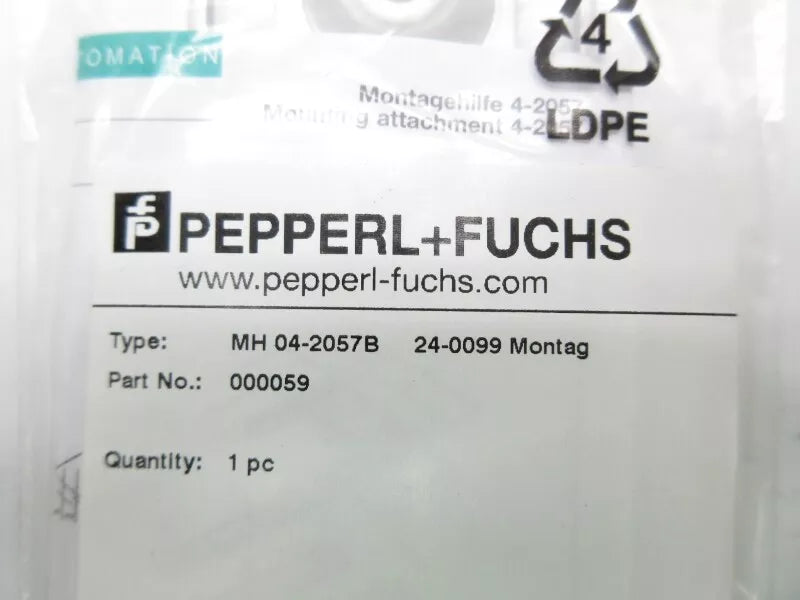 OMATION
4
LDPE
Montagehilfe 4-2057
Mounting attachment
PEPPERL+FUCHS
www.pepperl-fuchs.com
Type: MH 04-2057B 24-0099 Montag
Part No.: 000059
Quantity: 1 pc